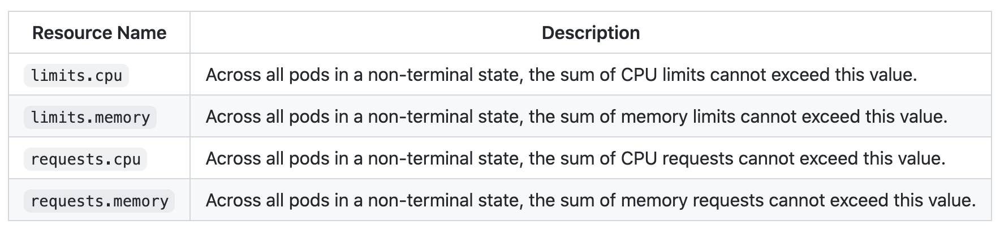 Resource Name Description
limits.cpu Across all pods in a non-terminal state, the sum of CPU limits cannot exceed this value.
limits.memory Across all pods in a non-terminal state, the sum of memory limits cannot exceed this value.
requests.cpu Across all pods in a non-terminal state, the sum of CPU requests cannot exceed this value.
requests.memory Across all pods in a non-terminal state, the sum of memory requests cannot exceed this value.